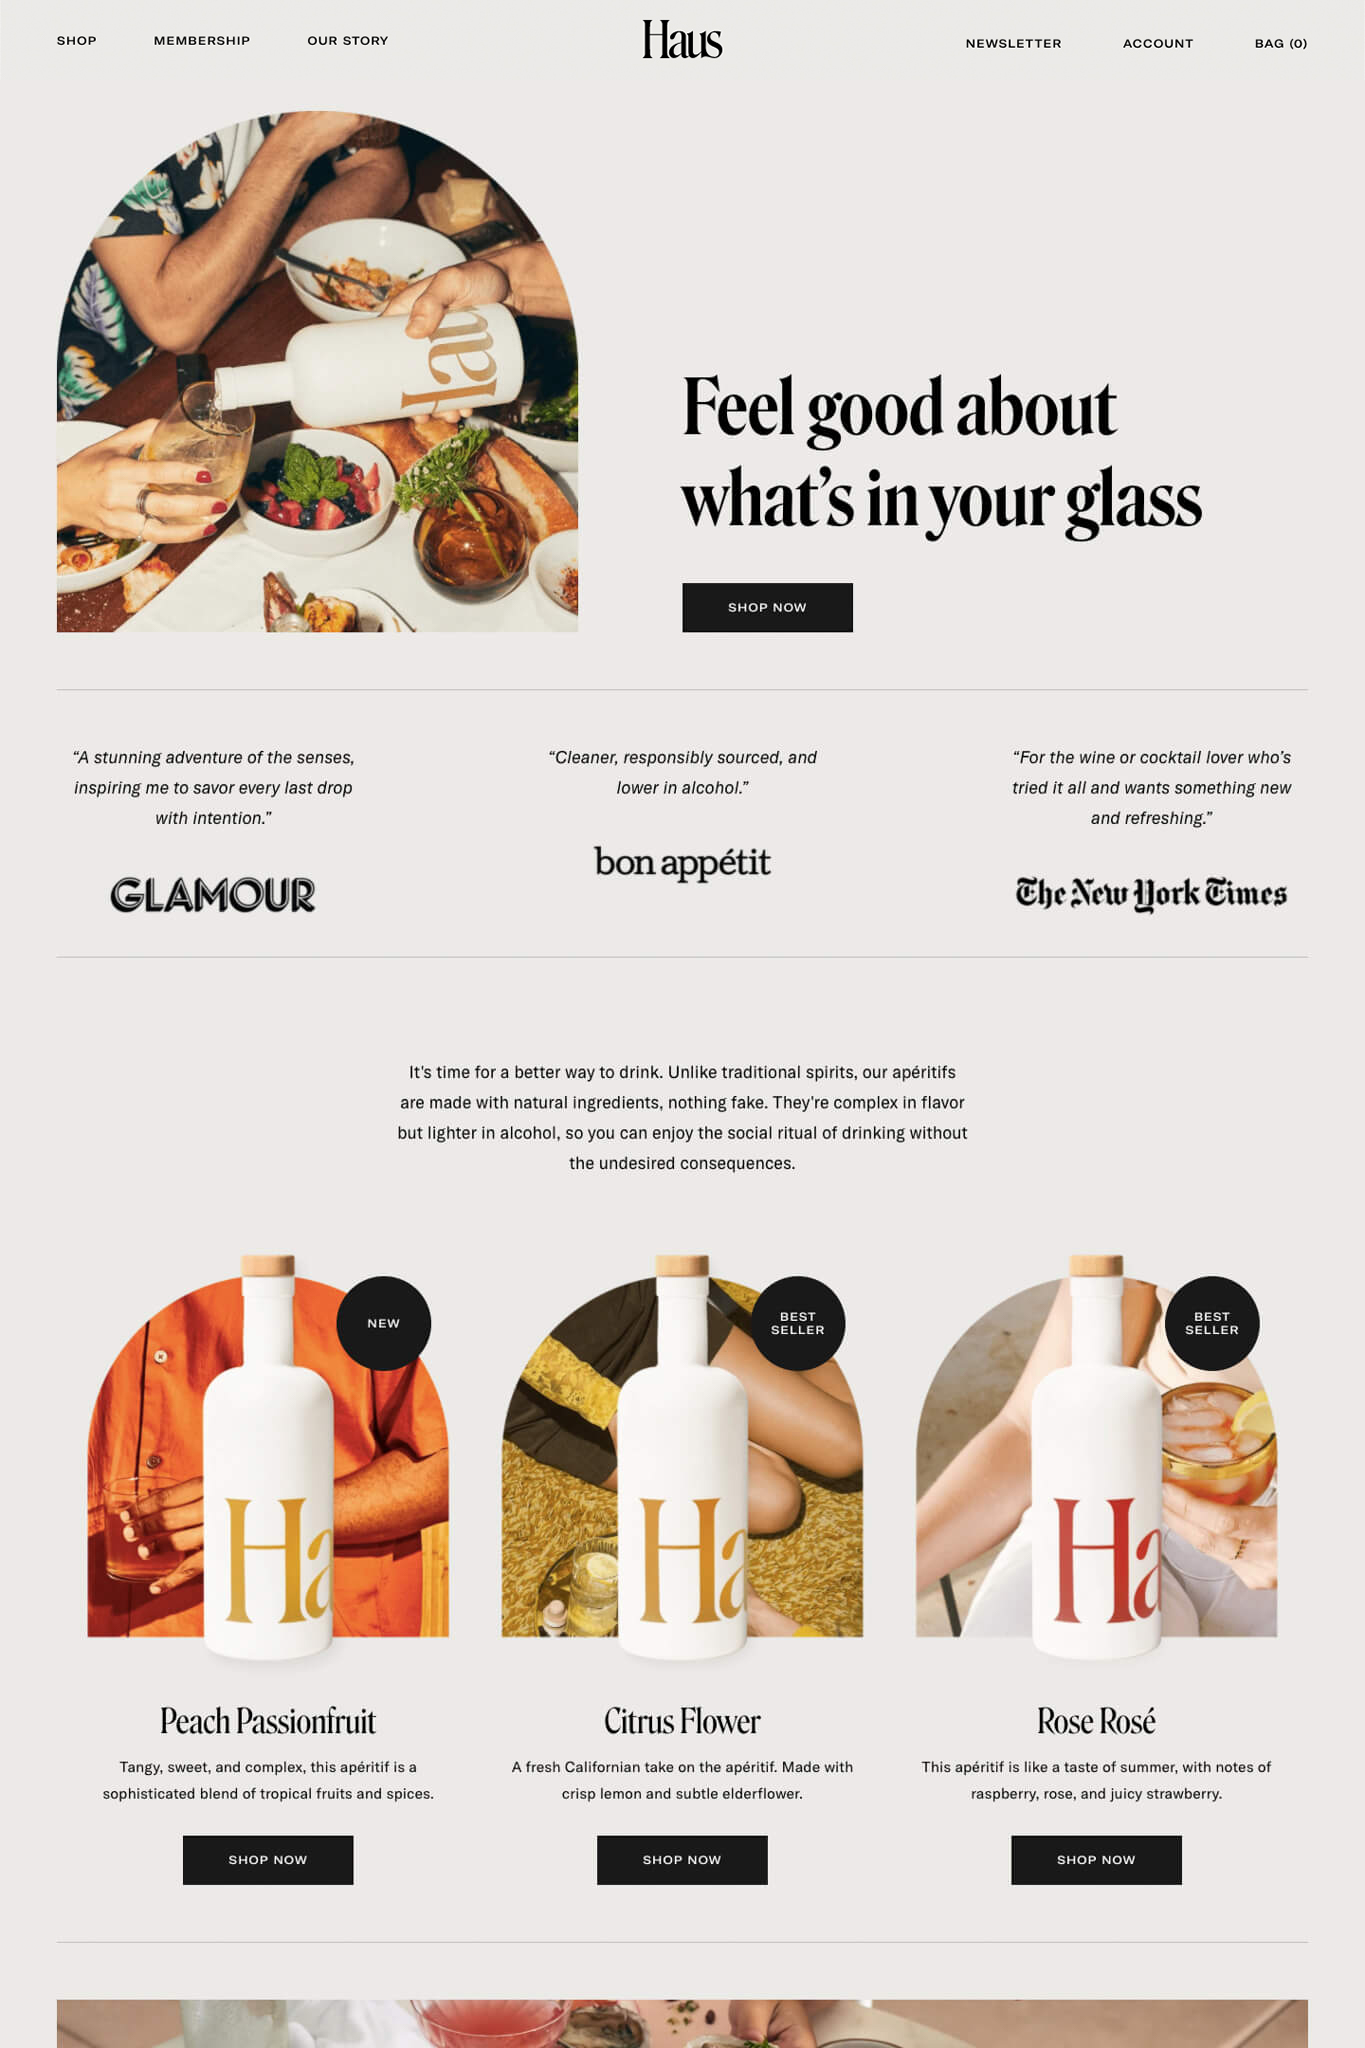 SHOP
MEMBERSHIP
OUR STORY
Haus
NEWSLETTER
ACCOUNT
BAG (0)
Hau
Feel good about
what’s in your glass
SHOP NOW
“A stunning adventure of the senses,
inspiring me to savor every last drop
with intention.”
GLAMOUR
“Cleaner, responsibly sourced, and
lower in alcohol.”
bon appétit
“For the wine or cocktail lover who’s
tried it all and wants something new
and refreshing.”
The New York Times
It's time for a better way to drink. Unlike traditional spirits, our apéritifs
are made with natural ingredients, nothing fake. They're complex in flavor
but lighter in alcohol, so you can enjoy the social ritual of drinking without
the undesired consequences.
NEW
Ha
Peach Passionfruit
Tangy, sweet, and complex, this apéritif is a
sophisticated blend of tropical fruits and spices.
SHOP NOW
BEST
SELLER
Ha
Citrus Flower
A fresh Californian take on the apéritif. Made with
crisp lemon and subtle elderflower.
SHOP NOW
BEST
SELLER
Ha
Rose Rosé
This apéritif is like a taste of summer, with notes of
raspberry, rose, and juicy strawberry.
SHOP NOW